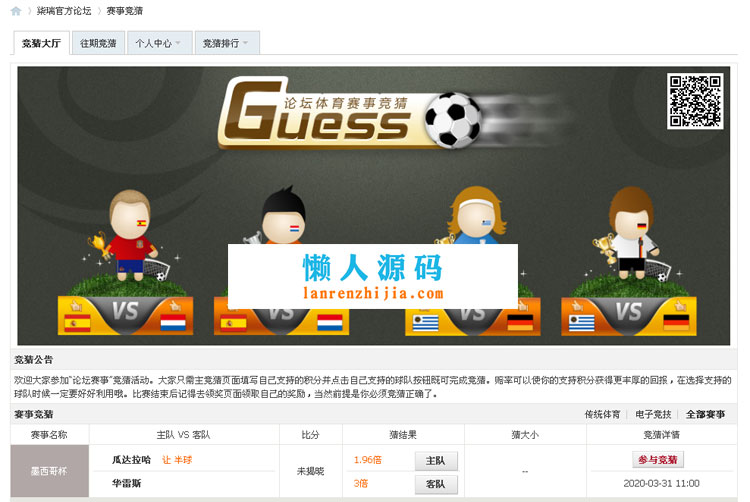 柒瑞官方论坛 〉 赛事竞猜
竞猜大厅 往期竞猜 个人中心 竞猜排行
论坛体育赛事竞猜
Guess
懒人源码
lanrenzhijia.com
VS VS VS VS
竞猜公告
欢迎大家参加"论坛赛事"竞猜活动。大家只需主竞猜页面填写自己支持的积分并点击自己支持的球队按钮既可完成竞猜。赔率可以使你的支持积分获得更丰厚的回报，在选择支持的
球队时候一定要好好利用哦。比赛结束后记得去领奖页面领取自己的奖励，当然前提是你必须竞猜正确了。
赛事竞猜 传统体育 电子竞技 全部赛事
赛事名称 主队 VS 客队 比分 猜结果 猜大小 竞猜详情
墨西哥杯 瓜达拉哈 让 半球 未揭晓 1.96倍 主队 -- 参与竞猜
华雷斯 3倍 客队 2020-03-31 11:00